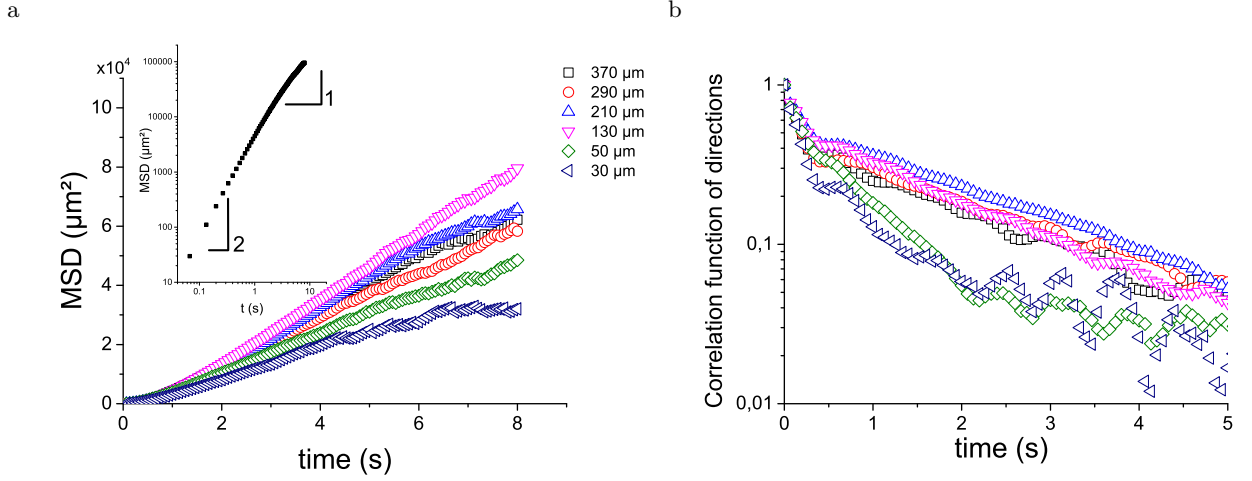 a
x10⁴
10
8
6
4
2
0
MSD (µm²)
0
2
4
6
8
time (s)
100000
10000
1000
100
10
MSD (µm²)
0.1
1
10
t (s)
1
2
370 µm
290 µm
210 µm
130 µm
50 µm
30 µm
b
1
0,1
0,01
Correlation function of directions
0
1
2
3
4
5
time (s)